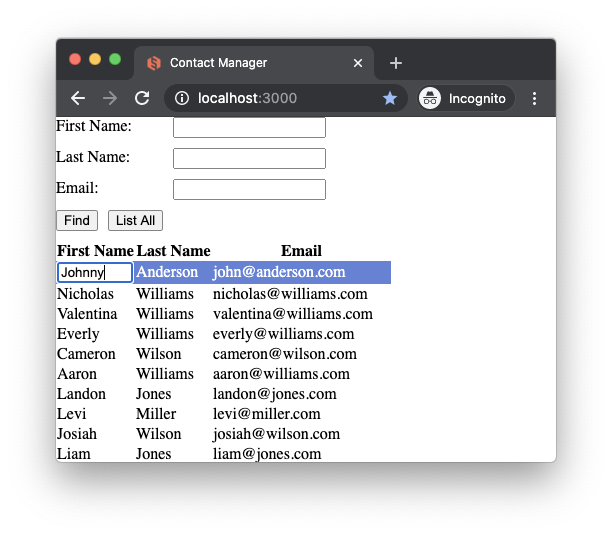 Contact Manager
localhost:3000 Incognito
First Name:
Last Name:
Email:
Find List All
First Name Last Name Email
Johnny Anderson john@anderson.com
Nicholas Williams nicholas@williams.com
Valentina Williams valentina@williams.com
Everly Williams everly@williams.com
Cameron Wilson cameron@wilson.com
Aaron Williams aaron@williams.com
Landon Jones landon@jones.com
Levi Miller levi@miller.com
Josiah Wilson josiah@wilson.com
Liam Jones liam@jones.com